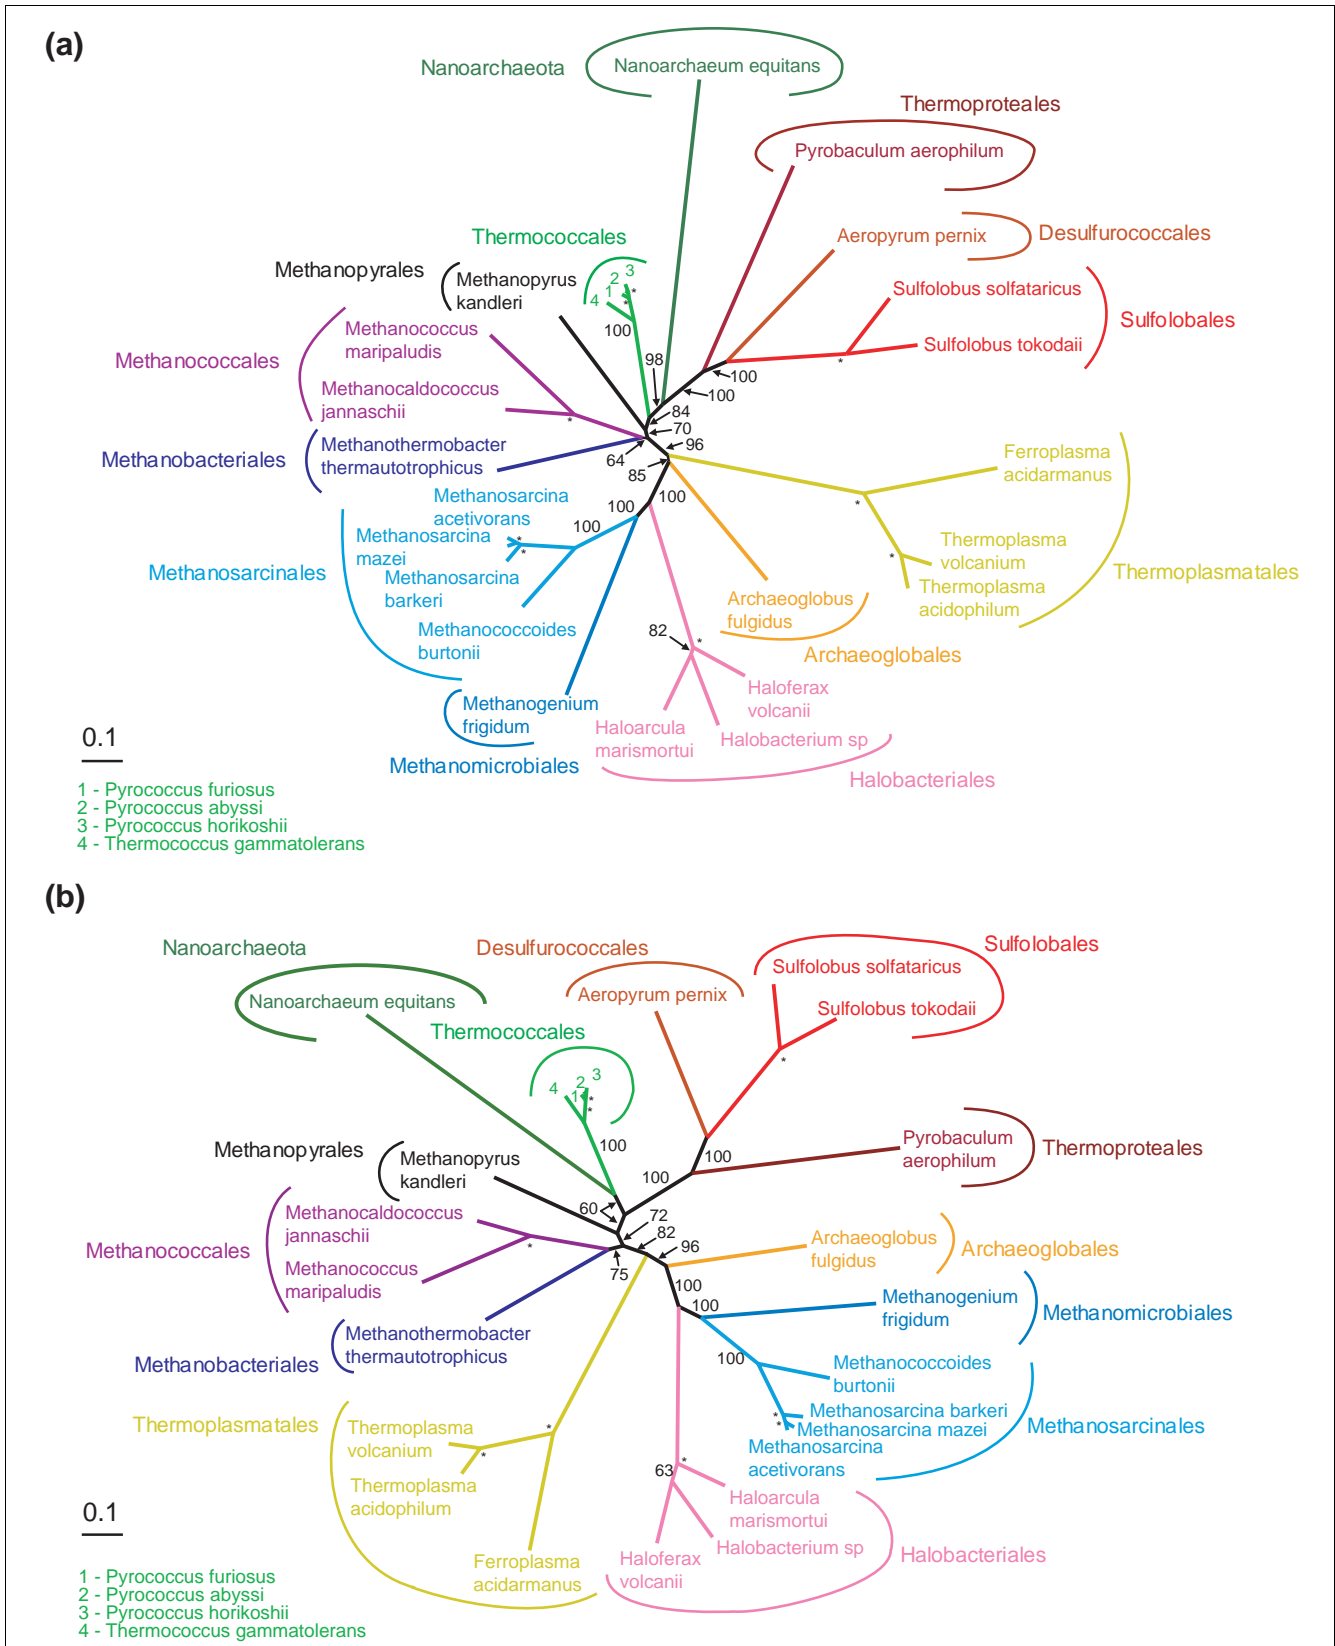 (a)
Nanoarchaeota
Nanoarchaeum equitans
Thermoproteales
Pyrobaculum aerophilum
Aeropyrum pernix
Desulfurococcales
Thermococcales
Methanopyrales
Methanopyrus
kandleri
3
2
1
4
*
*
100
Sulfolobus solfataricus
Sulfolobales
Sulfolobus tokodaii
*
Methanococcus
maripaludis
Methanococcales
Methanocaldococcus
jannaschii
*
98
100
100
84
70
96
64
85
Methanobacteriales
Methanothermobacter
thermautotrophicus
Ferroplasma
acidarmanus
*
Methanosarcina
acetivorans
100
100
100
Methanosarcina
mazei
*
*
Methanosarcinales
Methanosarcina
barkeri
Methanococcoides
burtonii
Thermoplasma
volcanium
*
Thermoplasma
acidophilum
Thermoplasmatales
Archaeoglobus
fulgidus
Archaeoglobales
82
*
Haloferax
volcanii
Methanogenium
frigidum
Haloarcula
marismortui
Halobacterium sp
Methanomicrobiales
Halobacteriales
0.1
1 - Pyrococcus furiosus
2 - Pyrococcus abyssi
3 - Pyrococcus horikoshii
4 - Thermococcus gammatolerans
(b)
Nanoarchaeota
Desulfurococcales
Sulfolobales
Sulfolobus solfataricus
Nanoarchaeum equitans
Aeropyrum pernix
Sulfolobus tokodaii
Thermococcales
*
4
1
2
3
*
*
100
Methanopyrales
Methanopyrus
kandleri
Pyrobaculum
aerophilum
Thermoproteales
100
100
60
72
82
96
75
Methanocaldococcus
jannaschii
*
Methanococcales
Methanococcus
maripaludis
Archaeoglobus
fulgidus
Archaeoglobales
100
100
Methanogenium
frigidum
Methanomicrobiales
Methanothermobacter
thermautotrophicus
Methanobacteriales
100
Methanococcoides
burtonii
Methanosarcina barkeri
*
*
Methanosarcina mazei
Methanosarcinales
Methanosarcina
acetivorans
Thermoplasmatales
Thermoplasma
volcanium
*
*
Thermoplasma
acidophilum
63
*
Haloarcula
marismortui
Halobacterium sp
Halobacteriales
Haloferax
volcanii
Ferroplasma
acidarmanus
0.1
1 - Pyrococcus furiosus
2 - Pyrococcus abyssi
3 - Pyrococcus horikoshii
4 - Thermococcus gammatolerans